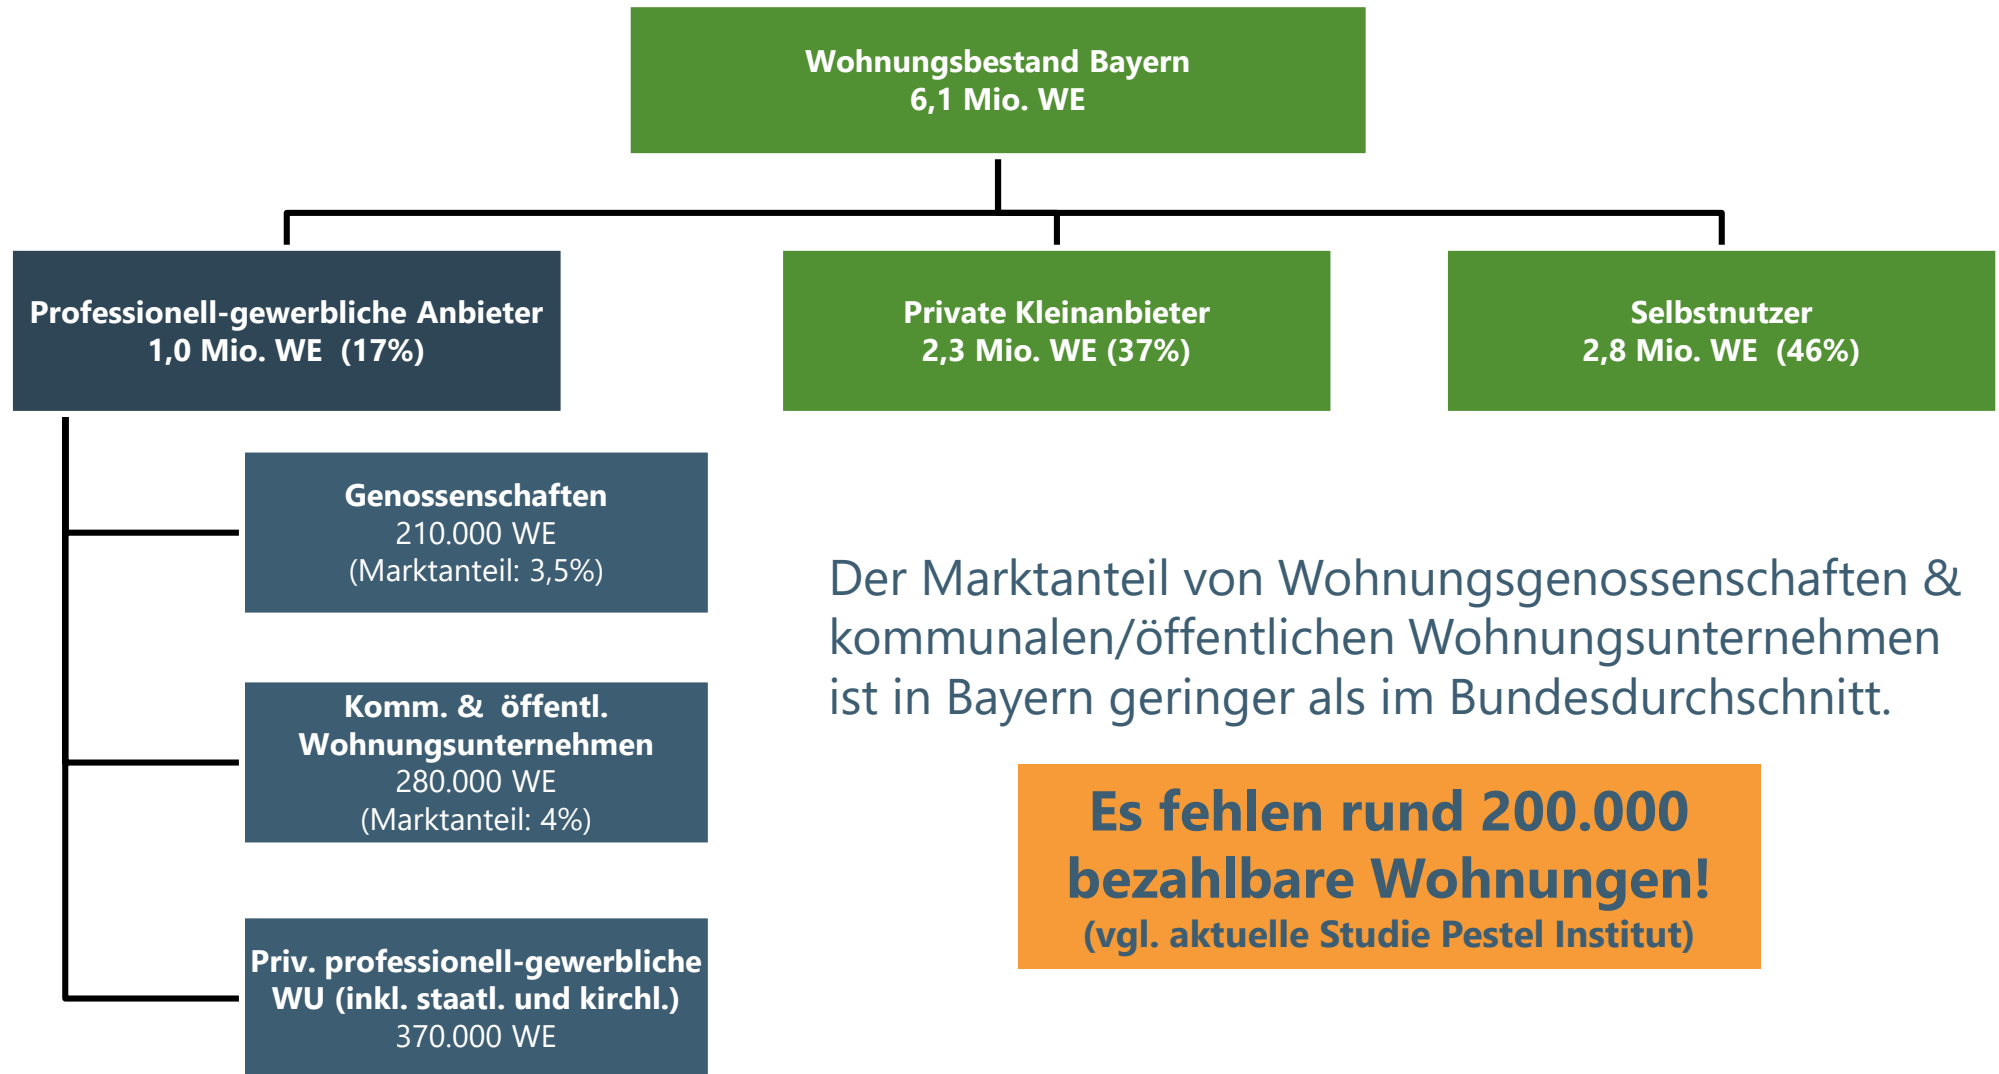 Wohnungsbestand Bayern
6,1 Mio. WE
Professionell-gewerbliche Anbieter
1,0 Mio. WE (17%)
Private Kleinanbieter
2,3 Mio. WE (37%)
Selbstnutzer
2,8 Mio. WE (46%)
Genossenschaften
210.000 WE
(Marktanteil: 3,5%)
Komm. & öffentl.
Wohnungsunternehmen
280.000 WE
(Marktanteil: 4%)
Priv. professionell-gewerbliche
WU (inkl. staatl. und kirchl.)
370.000 WE
Der Marktanteil von Wohnungsgenossenschaften &
kommunalen/öffentlichen Wohnungsunternehmen
ist in Bayern geringer als im Bundesdurchschnitt.
Es fehlen rund 200.000
bezahlbare Wohnungen!
(vgl. aktuelle Studie Pestel Institut)